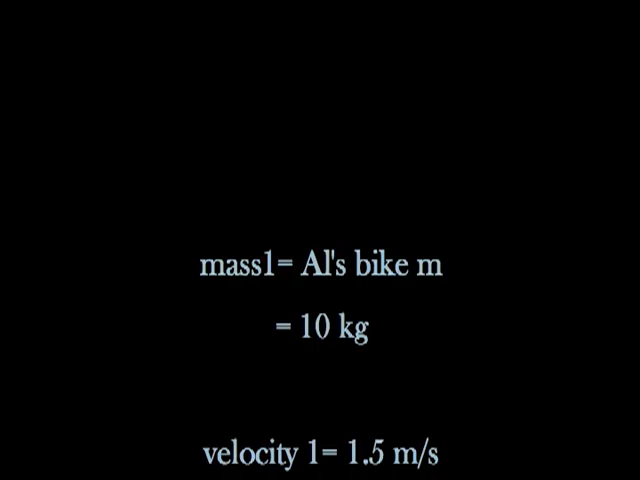 mass1= Al's bike m
= 10 kg
velocity 1= 1.5 m/s